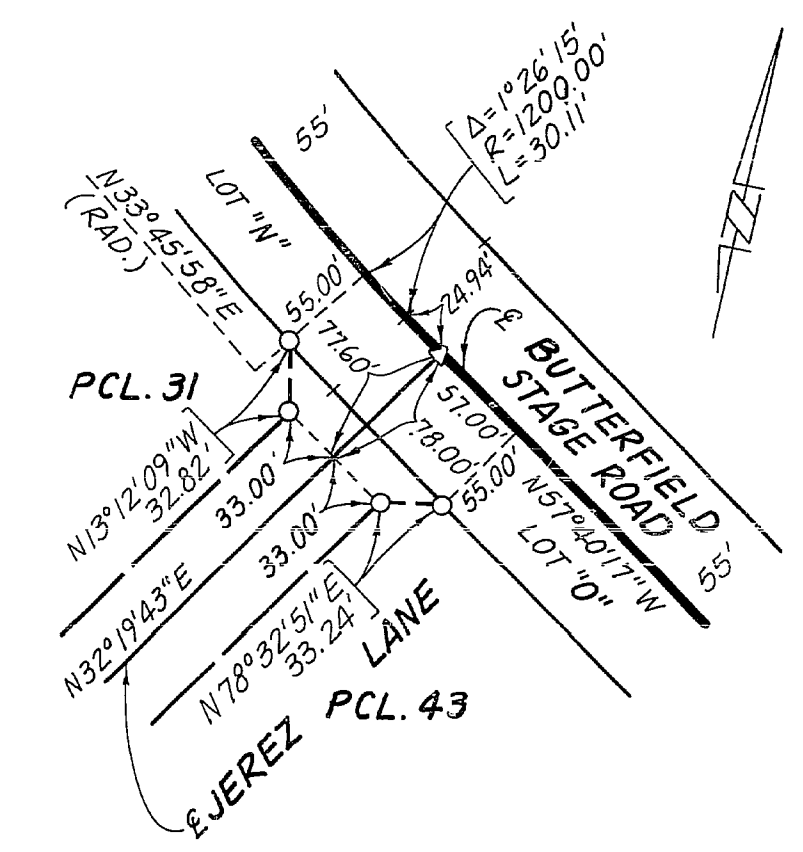 Δ=1°26'15"
R=1200.00'
L=30.11'
55'
LOT "N"
N33°45'58"E
(RAD.)
N
55.00'
24.94'
77.60'
℄ BUTTERFIELD
STAGE ROAD
PCL. 31
57.00'
78.00'
55.00'
N13°12'09"W
32.82'
33.00'
33.00'
N57°40'17"W
LOT "O"
55'
N32°19'43"E
N78°32'51"E
33.24'
℄ JEREZ LANE
PCL. 43